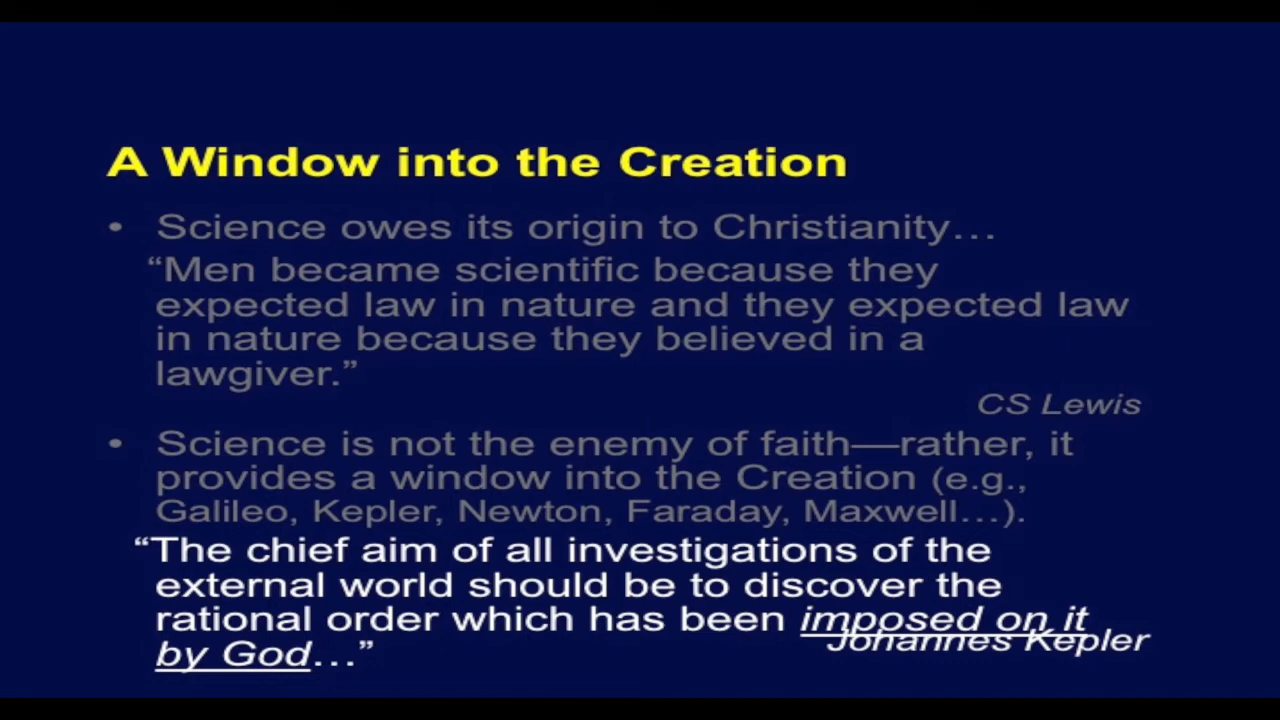 A Window into the Creation
• Science owes its origin to Christianity…
“Men became scientific because they
expected law in nature and they expected law
in nature because they believed in a
lawgiver.”
CS Lewis
• Science is not the enemy of faith—rather, it
provides a window into the Creation (e.g.,
Galileo, Kepler, Newton, Faraday, Maxwell…).
“The chief aim of all investigations of the
external world should be to discover the
rational order which has been imposed on it
by God…”
Johannes Kepler